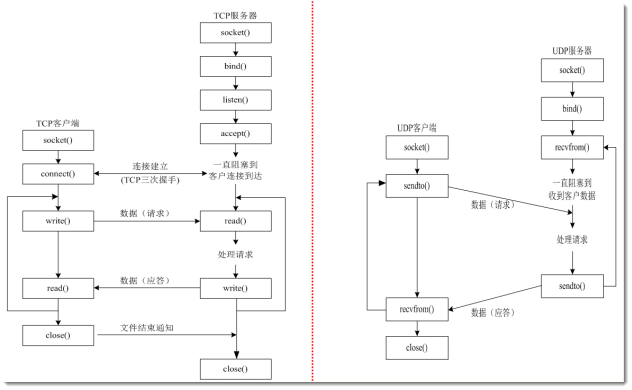 TCP服务器
socket()
bind()
listen()
accept()
一直阻塞到
客户连接到达
TCP客户端
socket()
connect()
连接建立
(TCP三次握手)
write()
数据（请求）
read()
处理请求
write()
数据（应答）
read()
close()
文件结束通知
close()
UDP服务器
socket()
bind()
recvfrom()
一直阻塞到
收到客户数据
处理请求
sendto()
UDP客户端
socket()
sendto()
数据（请求）
recvfrom()
数据（应答）
close()